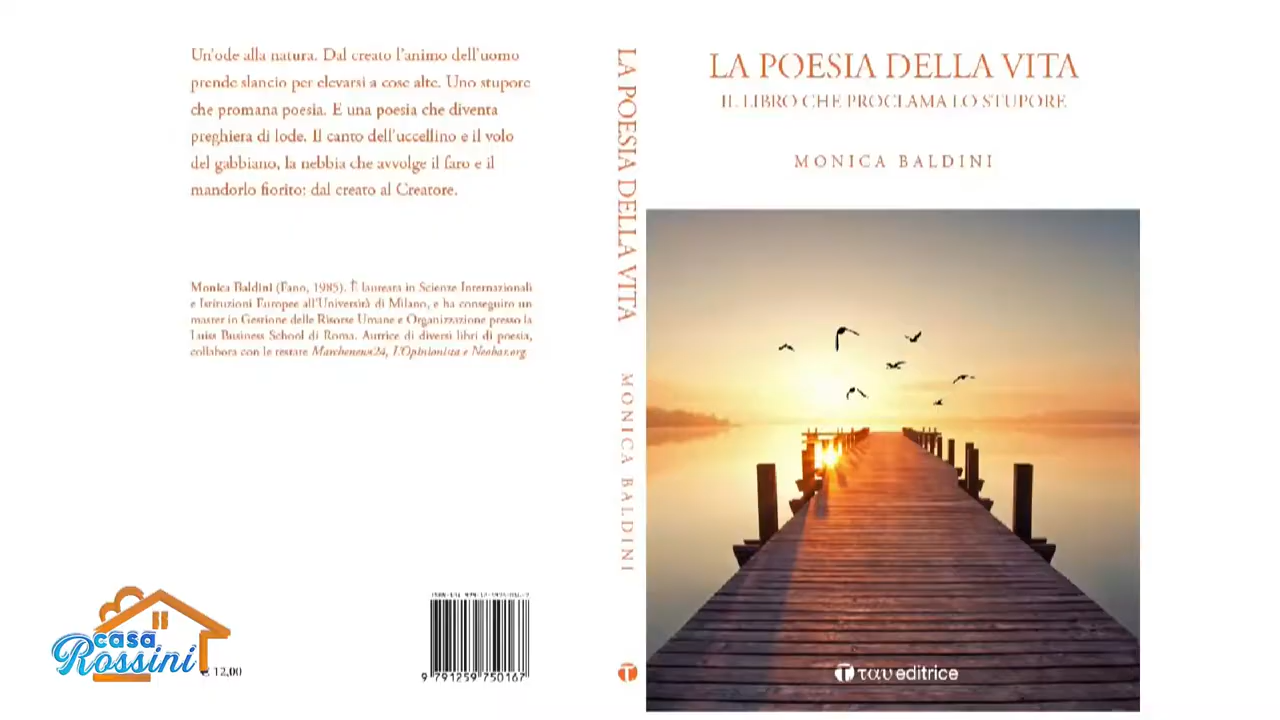 Un'ode alla natura. Dal creato l'animo dell'uomo
prende slancio per elevarsi a cose alte. Uno stupore
che promana poesia. E una poesia che diventa
preghiera di lode. Il canto dell'uccellino e il volo
del gabbiano, la nebbia che avvolge il faro e il
mandorlo fiorito: dal creato al Creatore.
Monica Baldini (Fano, 1985). È laureata in Scienze Internazionali
e Istituzioni Europee all'Università di Milano, e ha conseguito un
master in Gestione delle Risorse Umane e Organizzazione presso la
Luiss Business School di Roma. Autrice di diversi libri di poesia,
collabora con le testate Marchenews24, L'Opinionista e
casa
Rossini
€ 12,00
9 791259 750167
LA POESIA DELLA VITA
MONICA BALDINI
LA POESIA DELLA VITA
IL LIBRO CHE PROCLAMA LO STUPORE
MONICA BALDINI
ταυ editrice